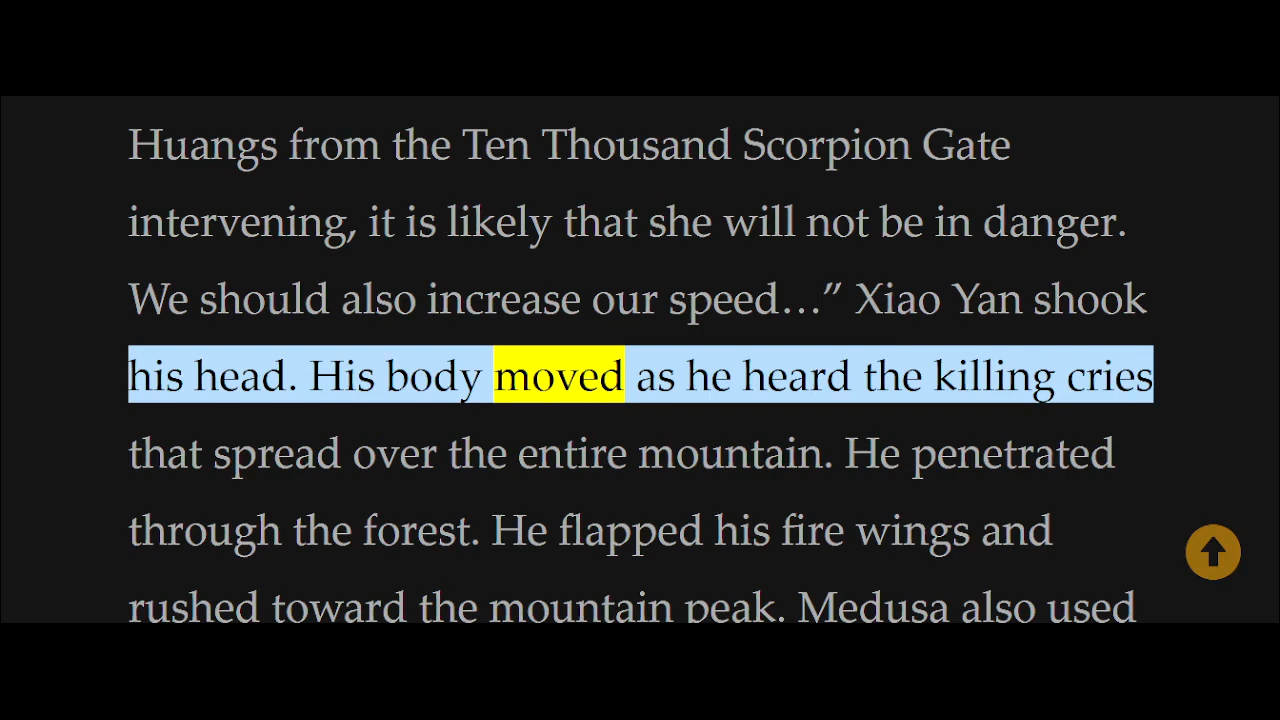 Huangs from the Ten Thousand Scorpion Gate
intervening, it is likely that she will not be in danger.
We should also increase our speed…” Xiao Yan shook
his head. His body moved as he heard the killing cries
that spread over the entire mountain. He penetrated
through the forest. He flapped his fire wings and
rushed toward the mountain peak. Medusa also used